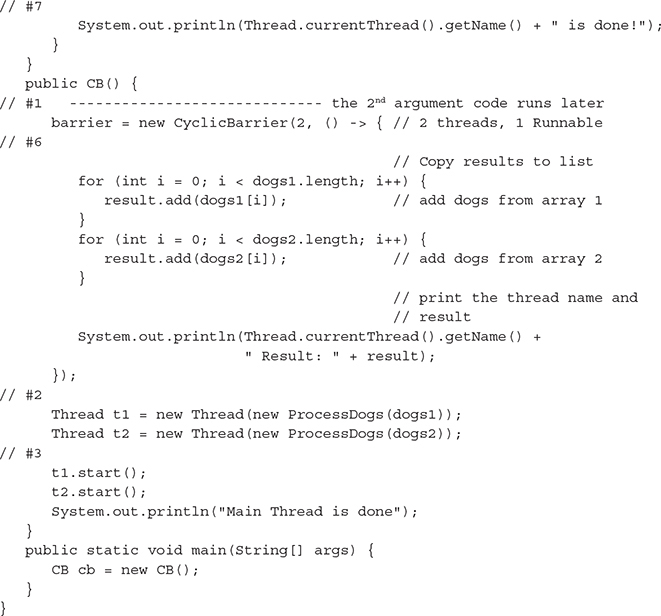 // #7
         System.out.println(Thread.currentThread().getName() + " is done!");
      }
   }
   public CB() {
// #1   ----------------------------- the 2nd argument code runs later
      barrier = new CyclicBarrier(2, () -> { // 2 threads, 1 Runnable
// #6
                                             // Copy results to list
         for (int i = 0; i < dogs1.length; i++) {
            result.add(dogs1[i]);            // add dogs from array 1
         }
         for (int i = 0; i < dogs2.length; i++) {
            result.add(dogs2[i]);            // add dogs from array 2
         }
                                             // print the thread name and
                                             // result
         System.out.println(Thread.currentThread().getName() +
                            " Result: " + result);
      });
// #2
      Thread t1 = new Thread(new ProcessDogs(dogs1));
      Thread t2 = new Thread(new ProcessDogs(dogs2));
// #3
      t1.start();
      t2.start();
      System.out.println("Main Thread is done");
   }
   public static void main(String[] args) {
      CB cb = new CB();
   }
}